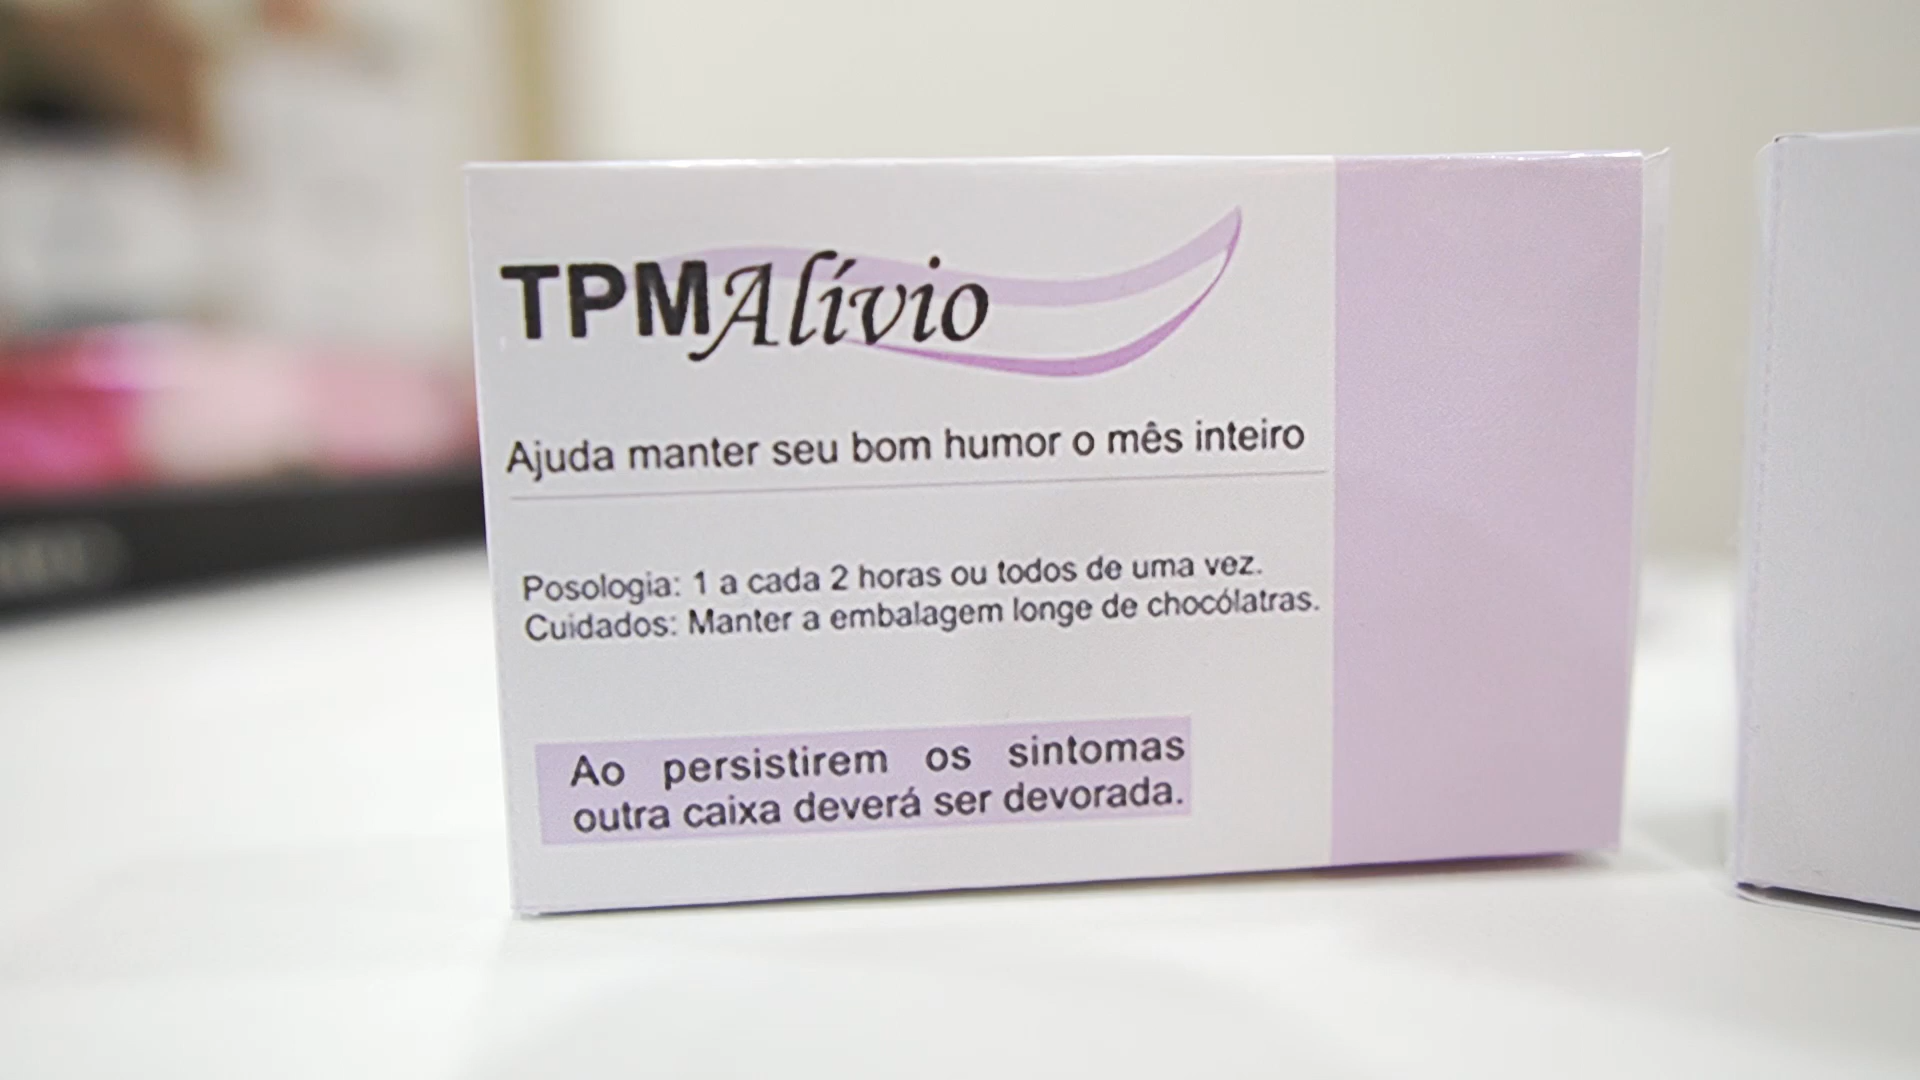 TPMAlívio
Ajuda manter seu bom humor o mês inteiro
Posologia: 1 a cada 2 horas ou todos de uma vez.
Cuidados: Manter a embalagem longe de chocólatras.
Ao persistirem os sintomas
outra caixa deverá ser devorada.